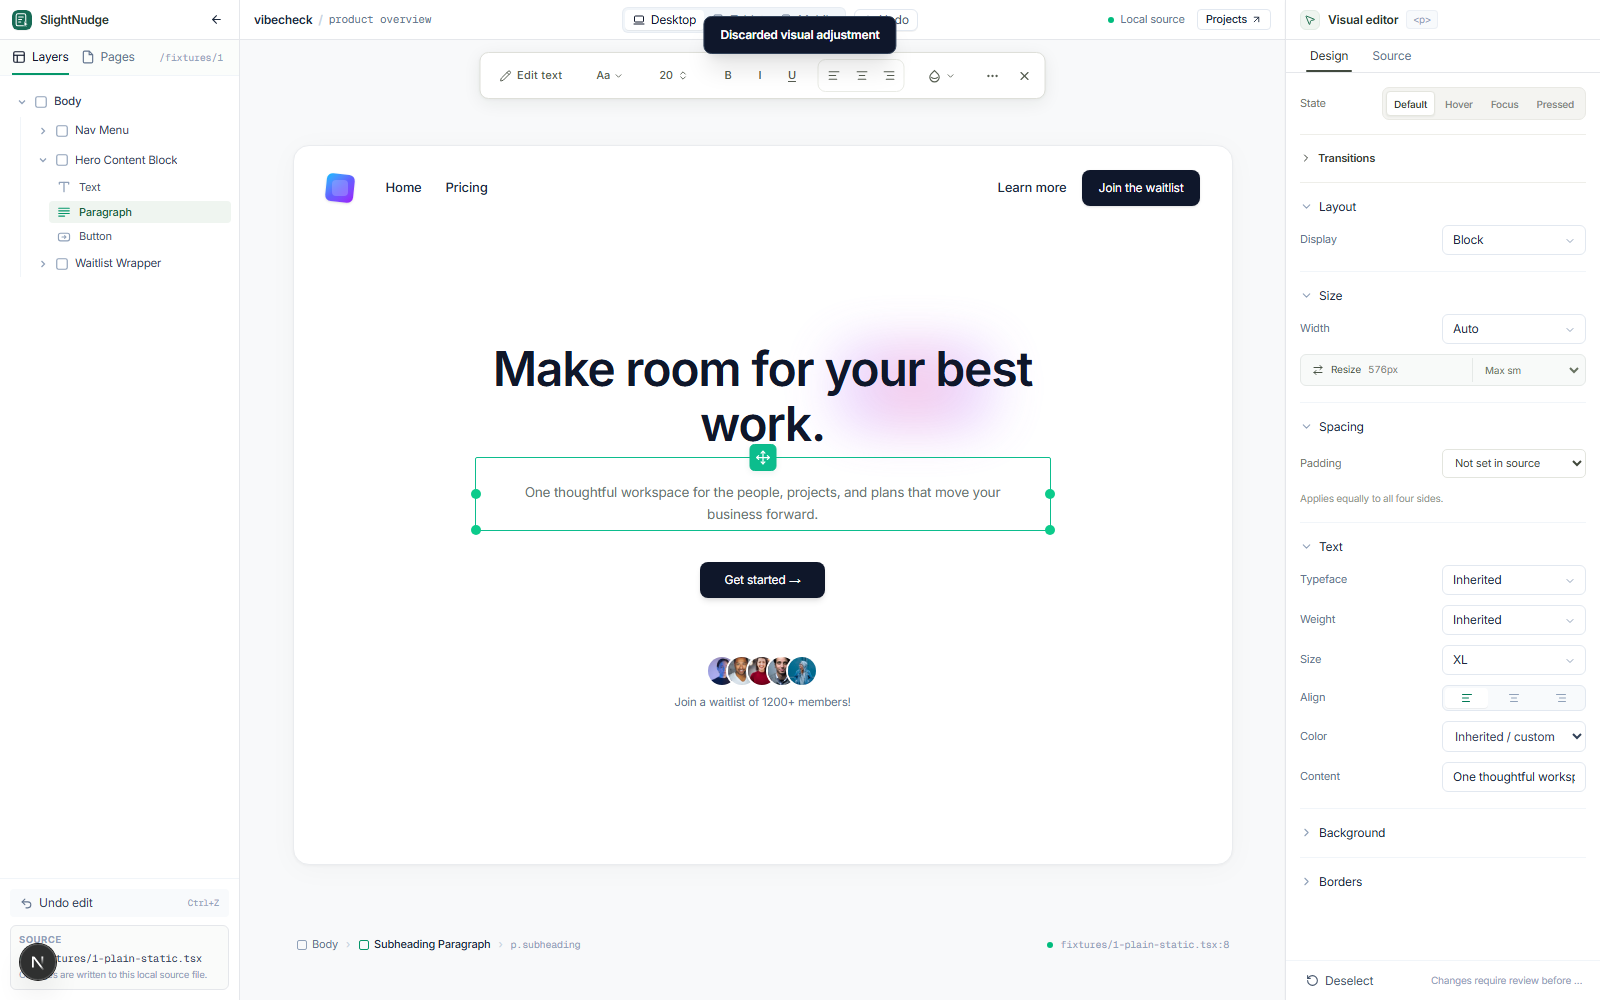 SlightNudge
vibecheck / product overview
Desktop
Discarded visual adjustment
Local source
Projects
Visual editor
<p>
Layers
Pages
/fixtures/1
Edit text
Aa
20
B
I
U
Design
Source
Body
Nav Menu
Hero Content Block
Text
Paragraph
Button
Waitlist Wrapper
Home
Pricing
Learn more
Join the waitlist
Make room for your best
work.
One thoughtful workspace for the people, projects, and plans that move your
business forward.
Get started →
Join a waitlist of 1200+ members!
State
Default
Hover
Focus
Pressed
Transitions
Layout
Display
Block
Size
Width
Auto
Resize 576px
Max sm
Spacing
Padding
Not set in source
Applies equally to all four sides.
Text
Typeface
Inherited
Weight
Inherited
Size
XL
Align
Color
Inherited / custom
Content
One thoughtful worksp
Background
Borders
Undo edit
Ctrl+Z
SOURCE
tures/1-plain-static.tsx
s are written to this local source file.
N
Body › Subheading Paragraph › p.subheading
fixtures/1-plain-static.tsx:8
Deselect
Changes require review before ...